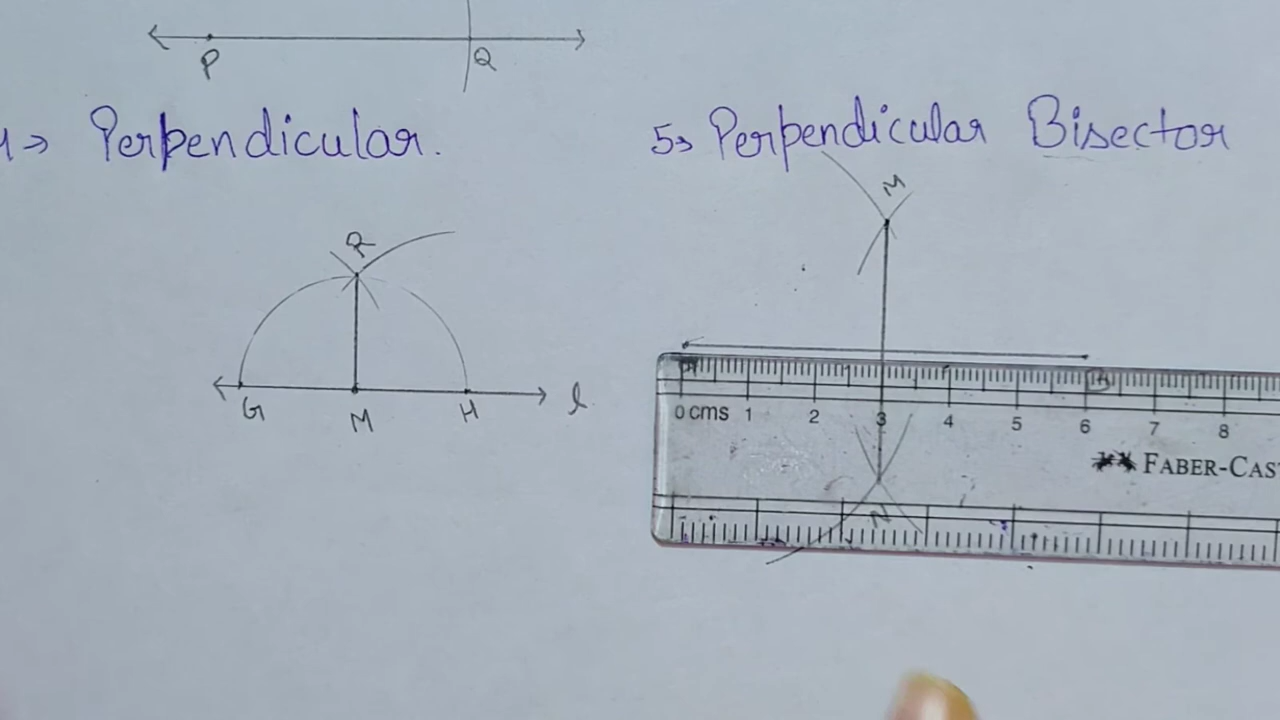 P Q
4→ Perpendicular.
5→ Perpendicular Bisector
M
R
G M H l
0 cms 1 2 3 4 5 6 7 8
FABER-CAS
N